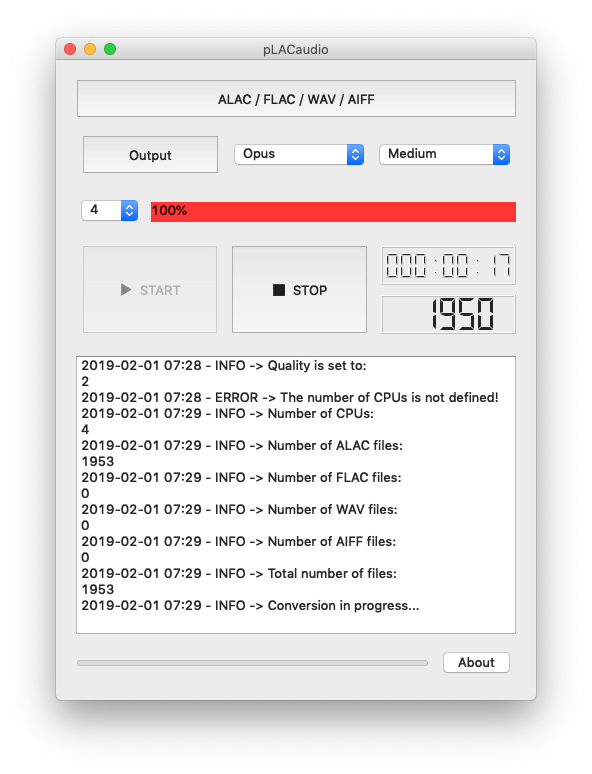 pLACaudio
ALAC / FLAC / WAV / AIFF
Output
Opus
Medium
4
100%
START
STOP
000:00:17
1950
2019-02-01 07:28 - INFO -> Quality is set to:
2
2019-02-01 07:28 - ERROR -> The number of CPUs is not defined!
2019-02-01 07:29 - INFO -> Number of CPUs:
4
2019-02-01 07:29 - INFO -> Number of ALAC files:
1953
2019-02-01 07:29 - INFO -> Number of FLAC files:
0
2019-02-01 07:29 - INFO -> Number of WAV files:
0
2019-02-01 07:29 - INFO -> Number of AIFF files:
0
2019-02-01 07:29 - INFO -> Total number of files:
1953
2019-02-01 07:29 - INFO -> Conversion in progress...
About